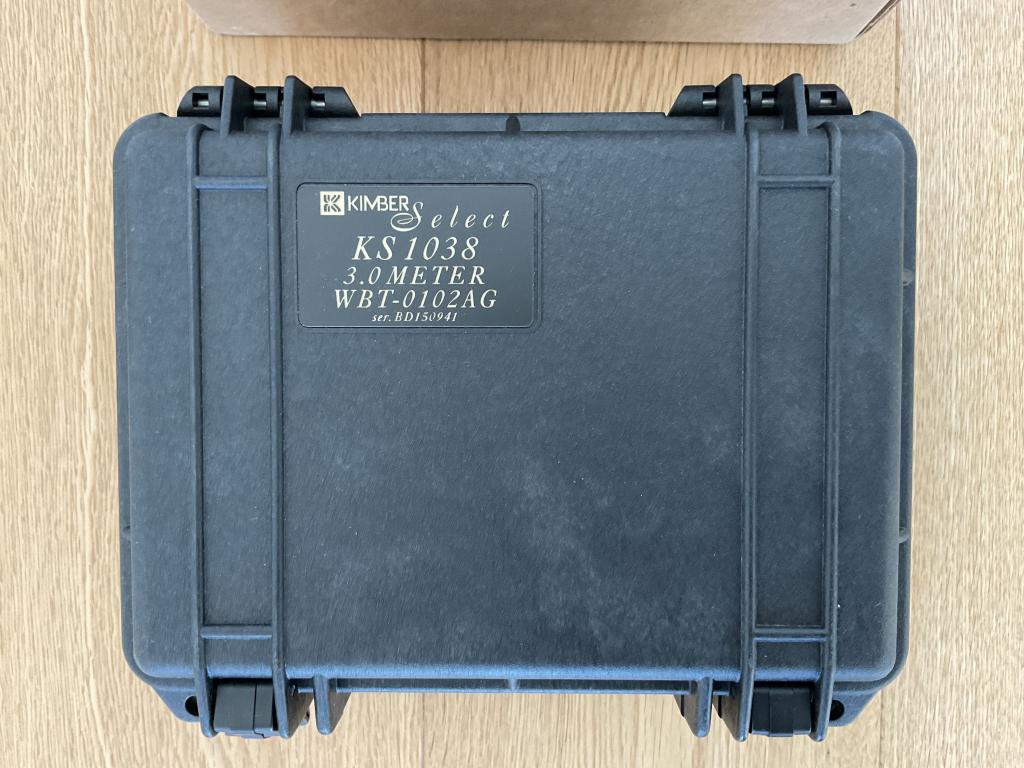 KIMBER Select
KS 1038
3.0 METER
WBT-0102AG
ser. BD150941